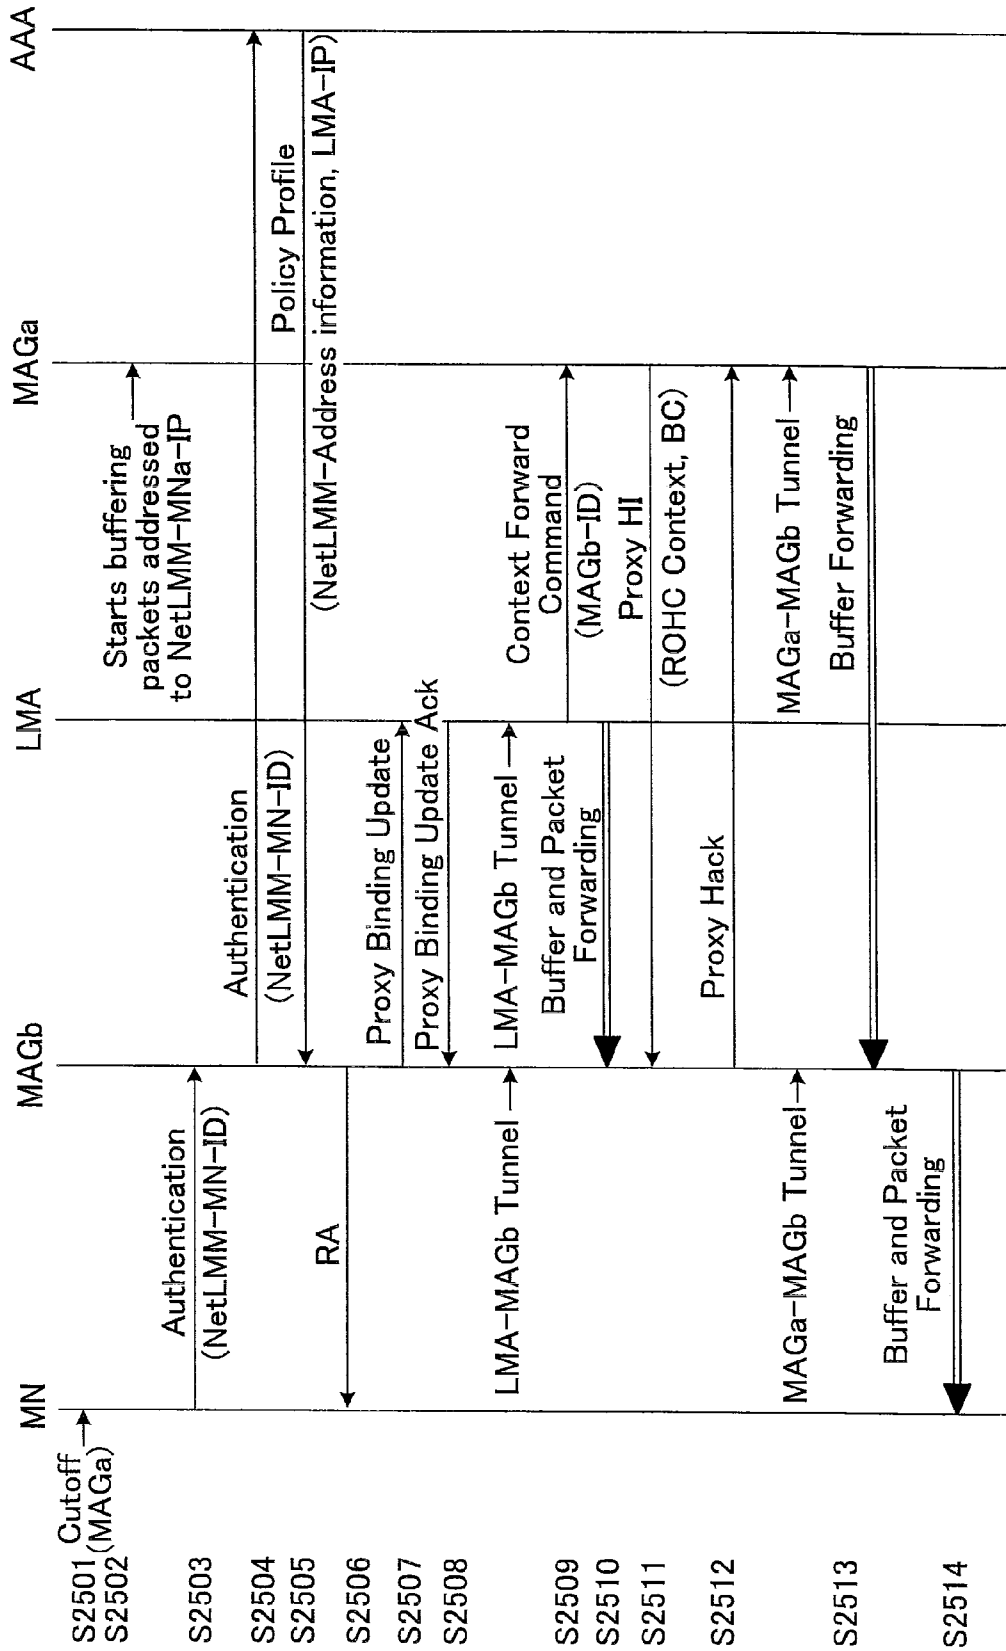 MN
MAGb
LMA
MAGa
AAA
S2501
Cutoff
(MAGa)
S2502
Starts buffering
packets addressed
to NetLMM-MNa-IP
S2503
Authentication
(NetLMM-MN-ID)
S2504
Authentication
(NetLMM-MN-ID)
S2505
Policy Profile
(NetLMM-Address information, LMA-IP)
S2506
RA
S2507
Proxy Binding Update
S2508
Proxy Binding Update Ack
LMA-MAGb Tunnel
LMA-MAGb Tunnel
S2509
Context Forward
Command
(MAGb-ID)
S2510
Buffer and Packet
Forwarding
S2511
Proxy HI
(ROHC Context, BC)
S2512
Proxy Hack
MAGa-MAGb Tunnel
MAGa-MAGb Tunnel
S2513
Buffer Forwarding
S2514
Buffer and Packet
Forwarding